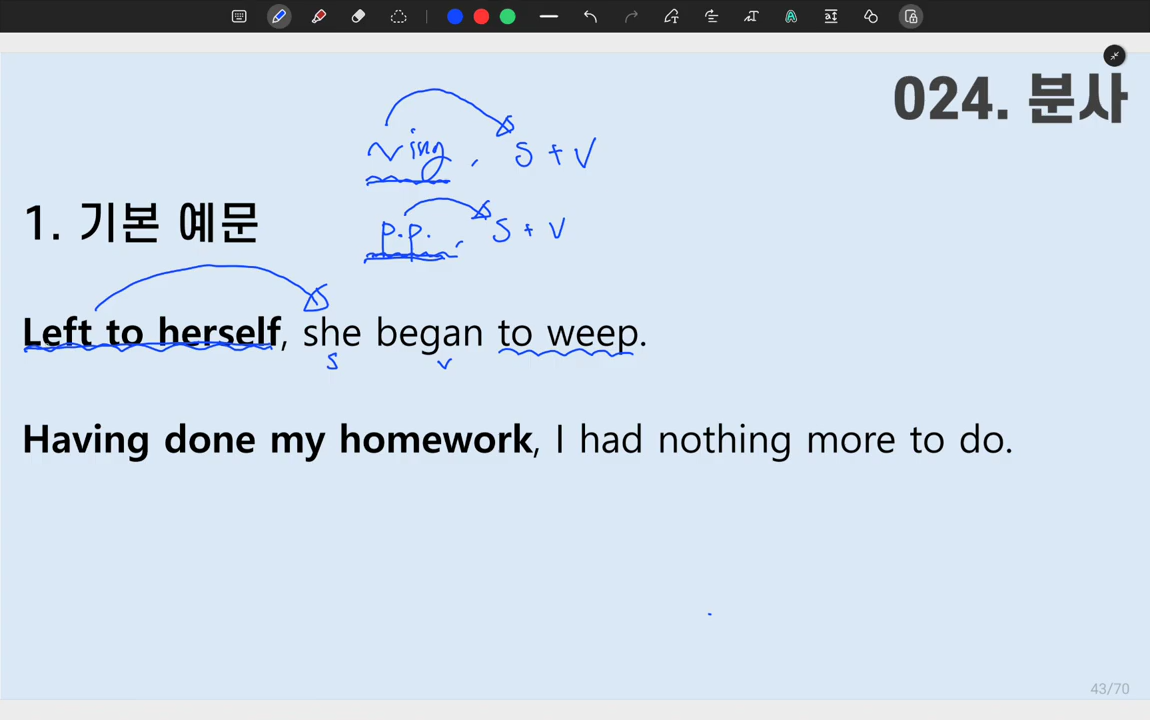 024. 분사
ving, S + V
1. 기본 예문
p.p., S + V
Left to herself, she began to weep.
S V
Having done my homework, I had nothing more to do.
43/70